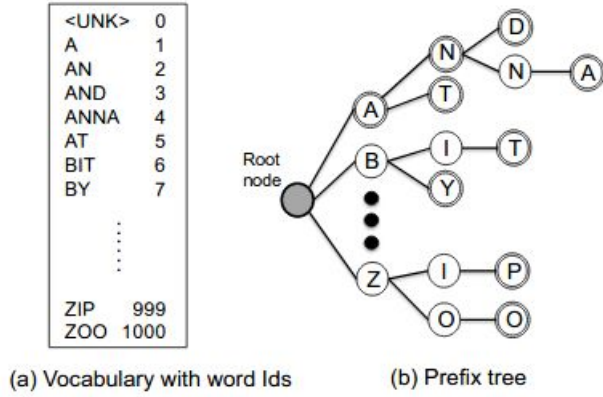 <UNK> 0
A 1
AN 2
AND 3
ANNA 4
AT 5
BIT 6
BY 7
ZIP 999
ZOO 1000
(a) Vocabulary with word Ids
Root
node
D
N
N A
A T
B I T
Y
Z I P
O O
(b) Prefix tree